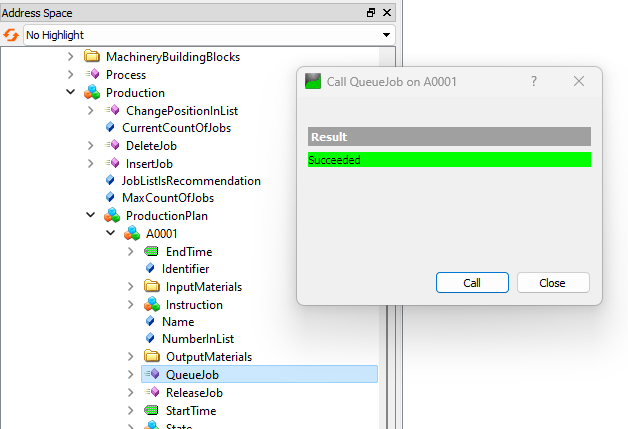 Address Space
No Highlight
MachineryBuildingBlocks
Process
Production
ChangePositionInList
CurrentCountOfJobs
DeleteJob
InsertJob
JobListIsRecommendation
MaxCountOfJobs
ProductionPlan
A0001
EndTime
Identifier
InputMaterials
Instruction
Name
NumberInList
OutputMaterials
QueueJob
ReleaseJob
StartTime
State
Call QueueJob on A0001
?
Result
Succeeded
Call
Close